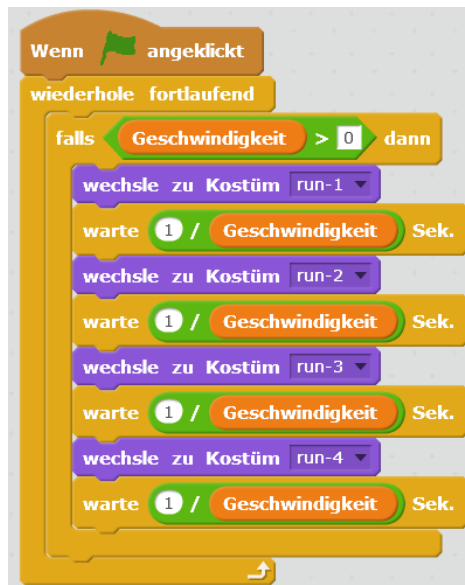 Wenn angeklickt
wiederhole fortlaufend
falls Geschwindigkeit > 0 dann
wechsle zu Kostüm run-1
warte 1 / Geschwindigkeit Sek.
wechsle zu Kostüm run-2
warte 1 / Geschwindigkeit Sek.
wechsle zu Kostüm run-3
warte 1 / Geschwindigkeit Sek.
wechsle zu Kostüm run-4
warte 1 / Geschwindigkeit Sek.